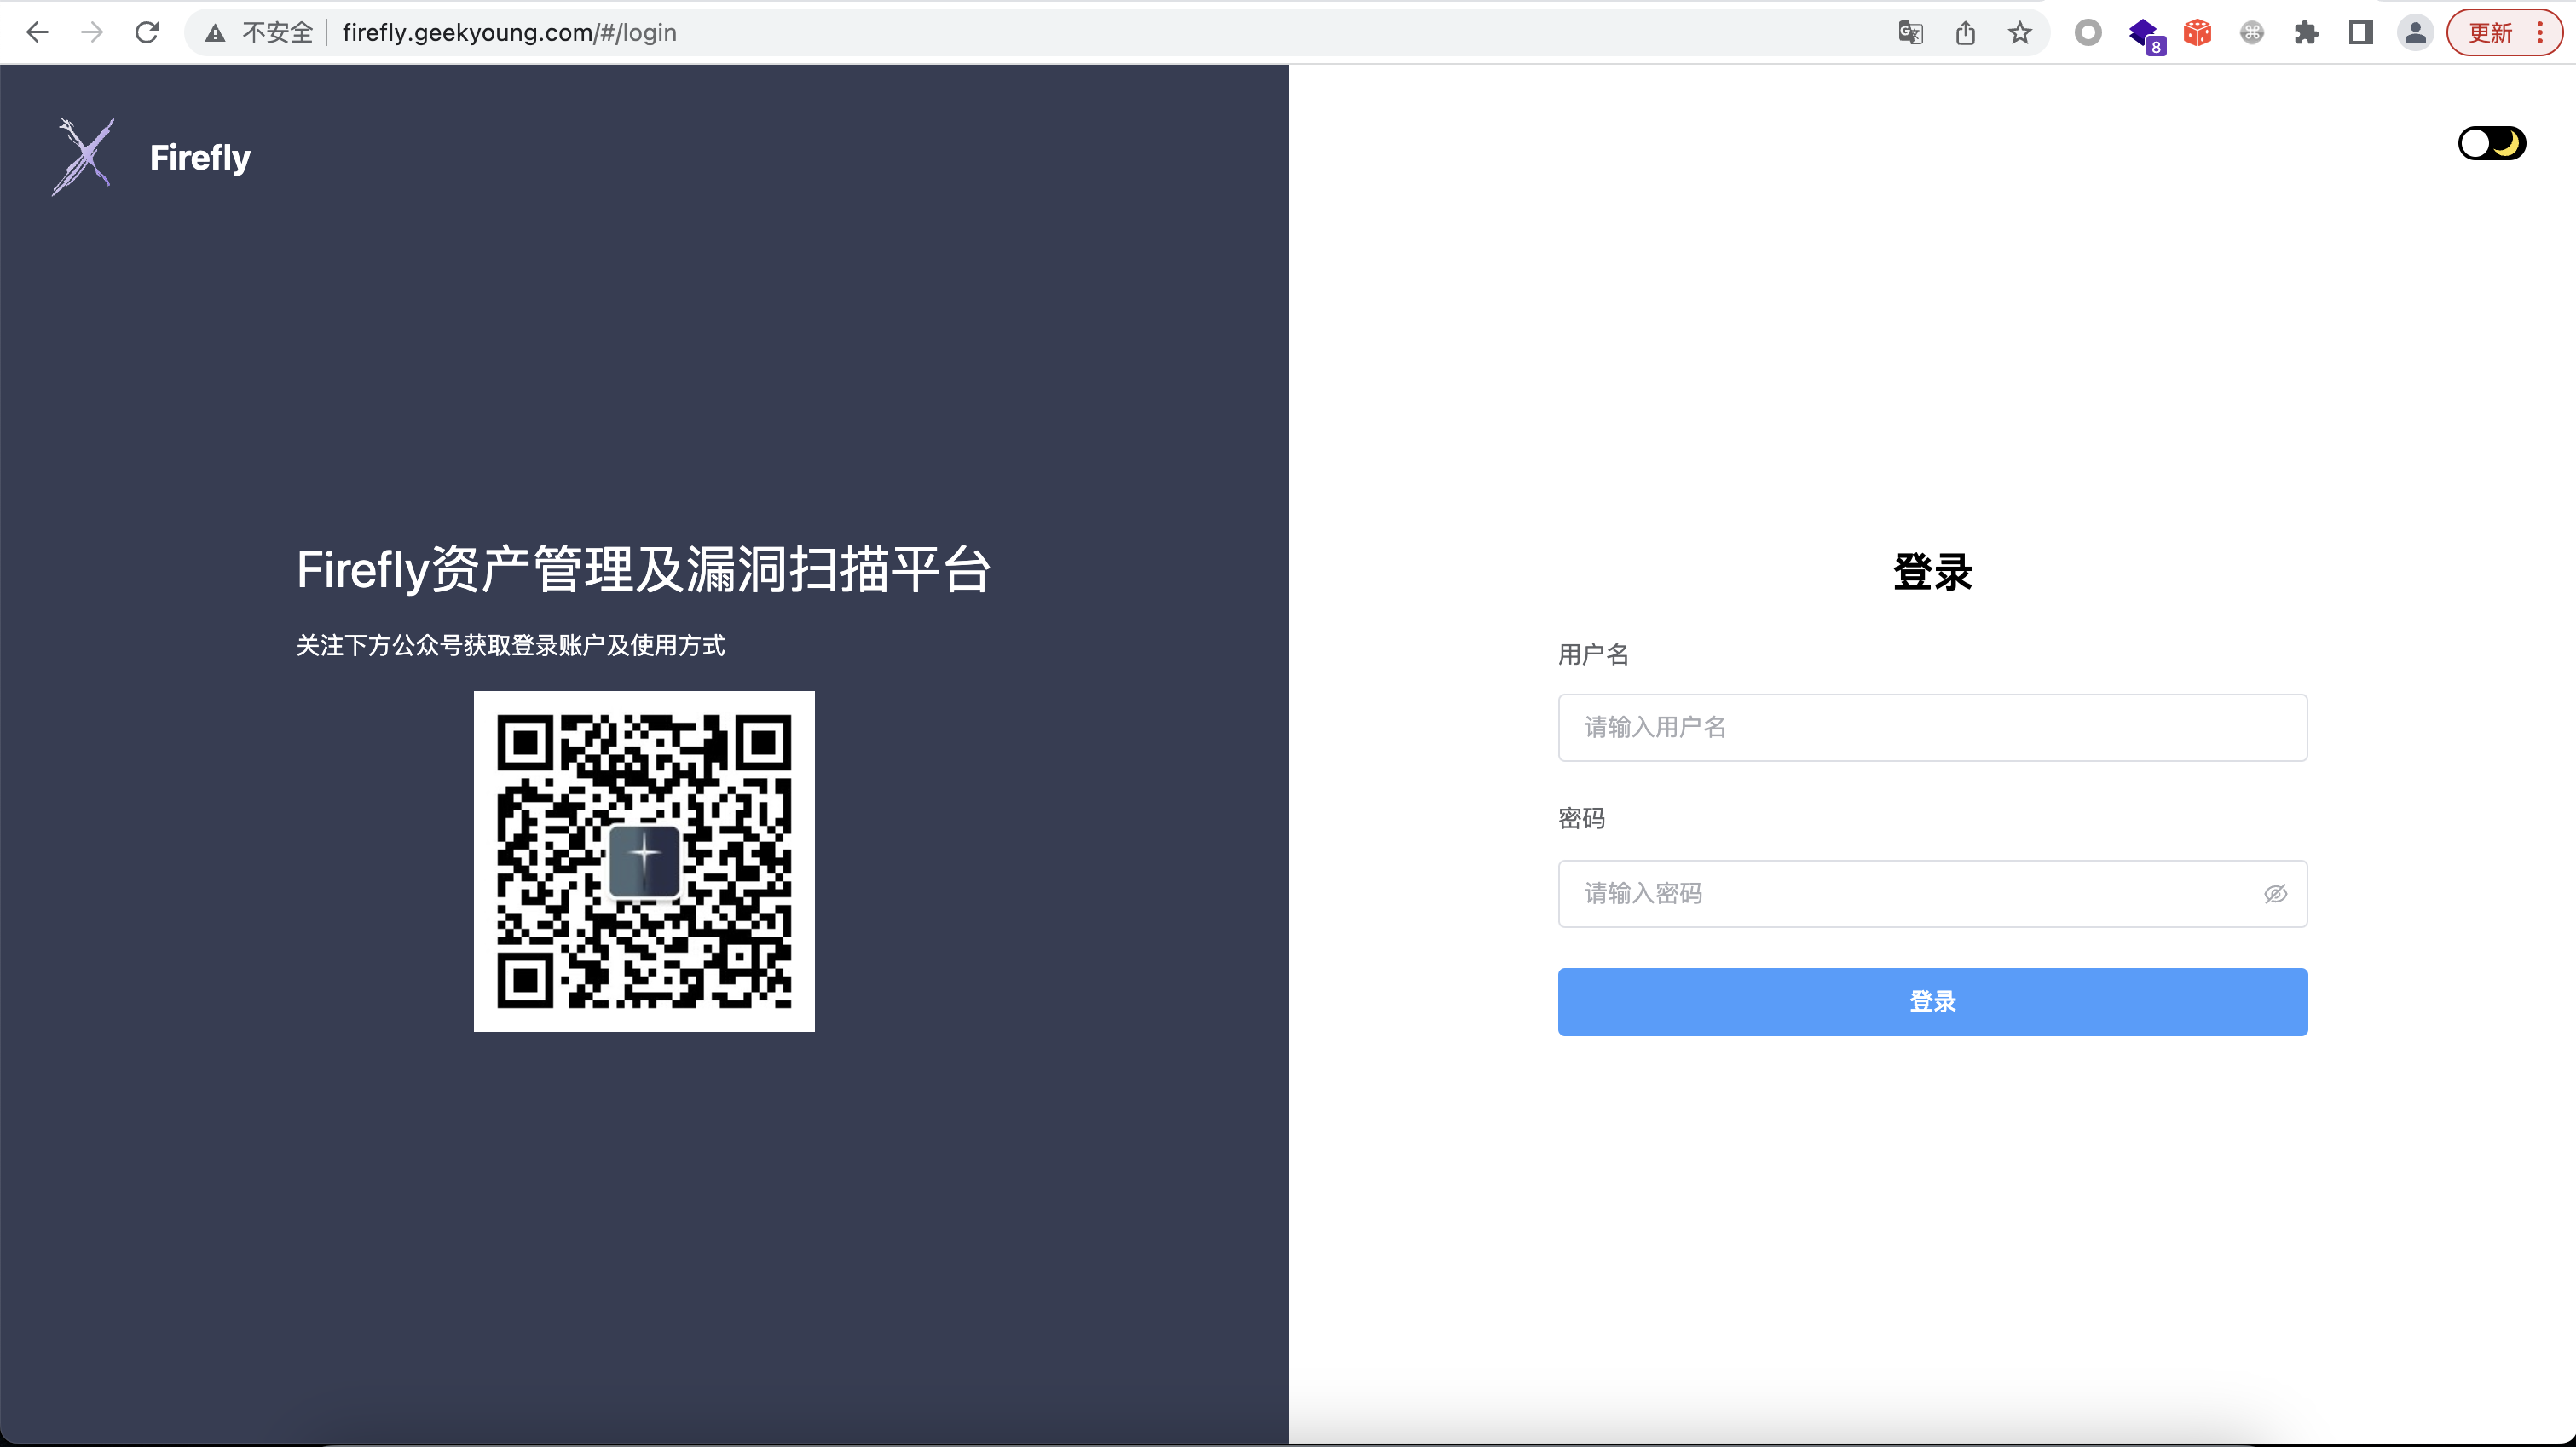 不安全 firefly.geekyoung.com/#/login
8
更新
Firefly
Firefly资产管理及漏洞扫描平台
关注下方公众号获取登录账户及使用方式
登录
用户名
请输入用户名
密码
请输入密码
登录